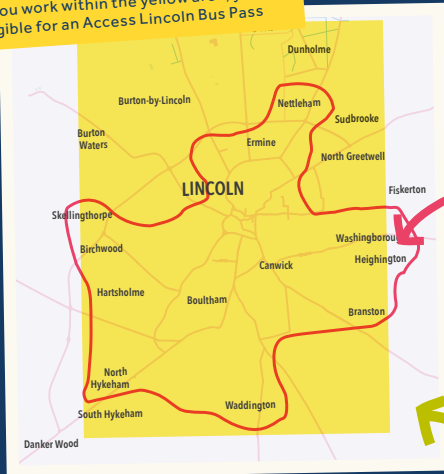 ou work within the yellow
gible for an Access Lincoln Bus Pass
Dunholme
Burton-by-Lincoln
Nettleham
Sudbrooke
Burton
Waters
Ermine
North Greetwell
LINCOLN
Fiskerton
Skellingthorpe
Washingborou
Birchwood
Heighington
Canwick
Hartsholme
Boultham
Branston
North
Hykeham
Waddington
South Hykeham
Danker Wood